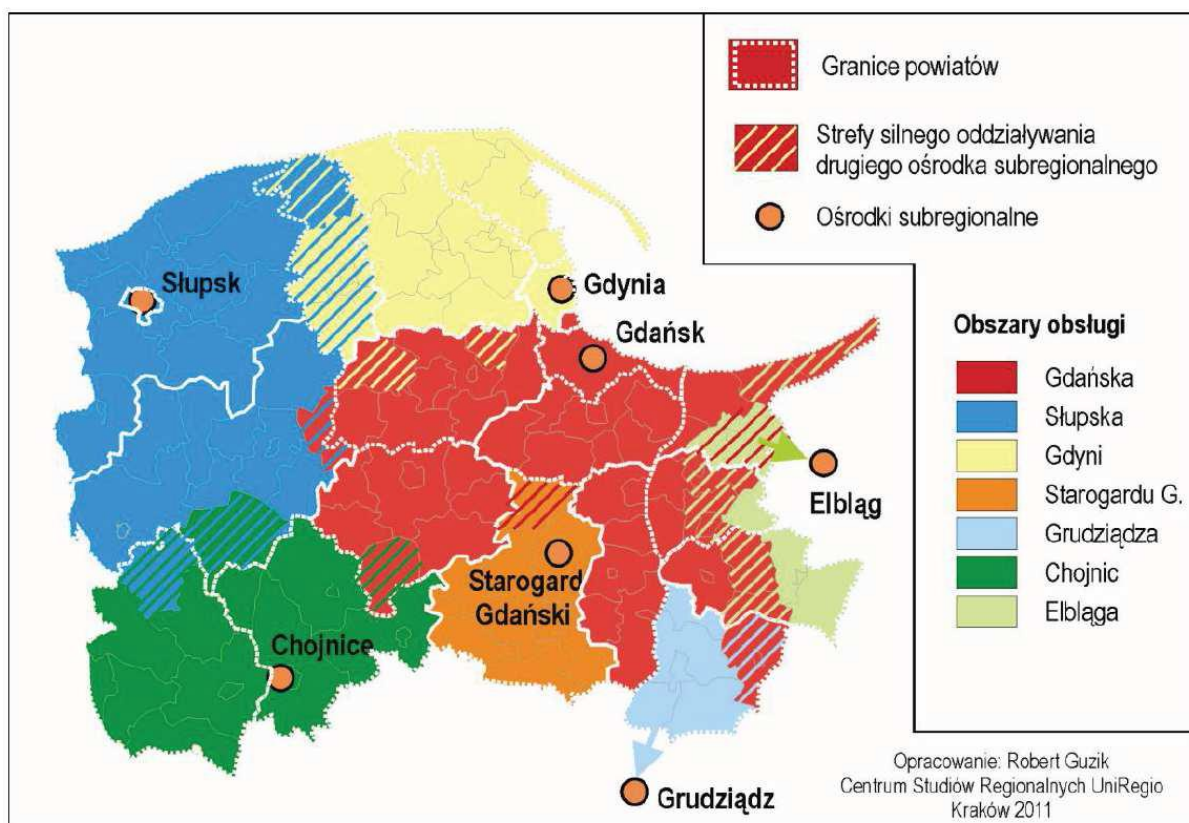 Granice powiatów
Strefy silnego oddziaływania
drugiego ośrodka subregionalnego
Ośrodki subregionalne
Słupsk
Gdynia
Gdańsk
Elbląg
Starogard
Gdański
Chojnice
Grudziądz
Obszary obsługi
Gdańska
Słupska
Gdyni
Starogardu G.
Grudziądza
Chojnic
Elbląga
Opracowanie: Robert Guzik
Centrum Studiów Regionalnych UniRegio
Kraków 2011